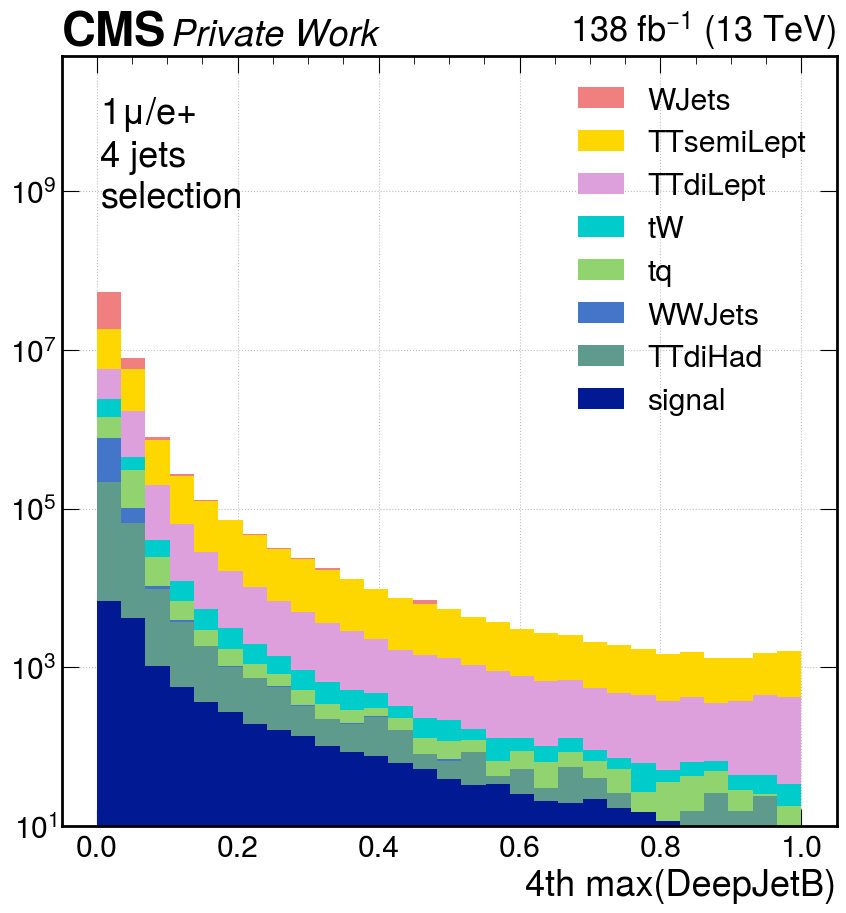 CMS Private Work 138 fb⁻¹ (13 TeV)
1μ/e+
4 jets
selection
WJets
TTsemiLept
TTdiLept
tW
tq
WWJets
TTdiHad
signal
10⁹
10⁷
10⁵
10³
10¹
0.0 0.2 0.4 0.6 0.8 1.0
4th max(DeepJetB)